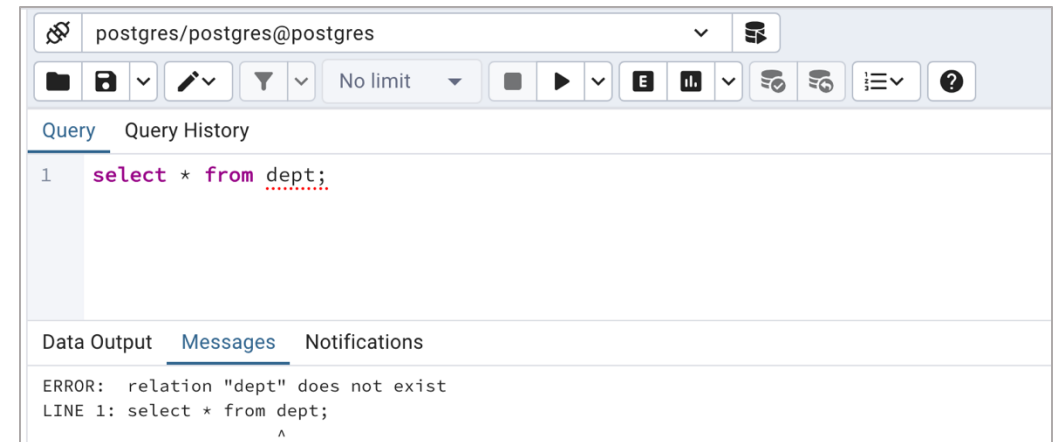 postgres/postgres@postgres
No limit
E
Query Query History
1 select * from dept;
Data Output Messages Notifications
ERROR:  relation "dept" does not exist
LINE 1: select * from dept;
^